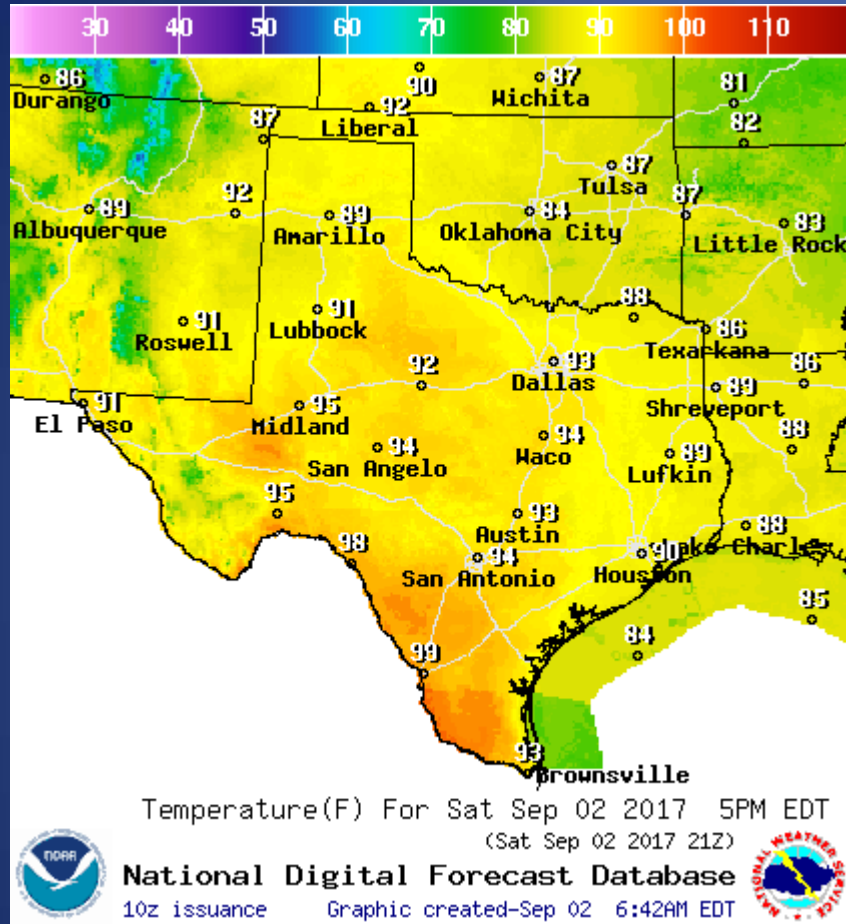 30 40 50 60 70 80 90 100 110
86 90 87 81
Durango Wichita
92
Liberal
87 82
87
Tulsa
89 92 89 84 87 83
Albuquerque Amarillo Oklahoma City Little Rock
91 91 88 86
Roswell Lubbock Texarkana
92 93 89 86
Dallas Shreveport
91 95 94 94 89 88
El Paso Midland Waco
San Angelo Lufkin
95 93 88
Austin Lake Charles
98 94 90
San Antonio Houston
84 85
99
93
Brownsville
Temperature(F) For Sat Sep 02 2017 5PM EDT
(Sat Sep 02 2017 21Z)
NOAA
NATIONAL WEATHER SERVICE
National Digital Forecast Database
10z issuance Graphic created-Sep 02 6:42AM EDT